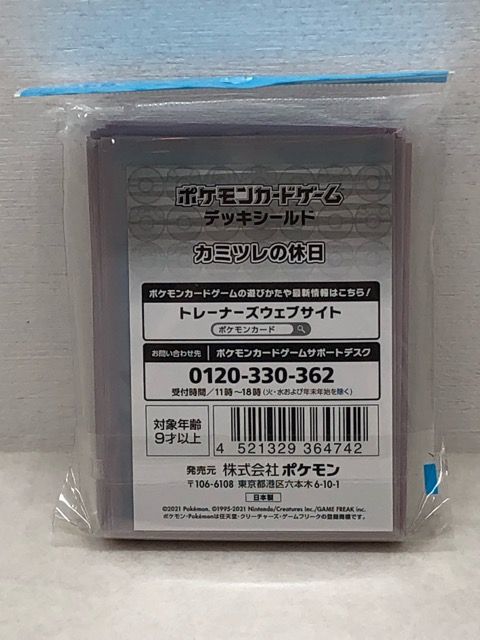 ポケモンカードゲーム
デッキシールド
カミツレの休日
ポケモンカードゲームの遊びかたや最新情報はこちら!
トレーナーズウェブサイト
ポケモンカード
お問い合わせ先 ポケモンカードゲームサポートデスク
0120-330-362
受付時間/11時〜18時(火・水および年末年始を除く)
対象年齢
9才以上
4 521329 364742
発売元 株式会社 ポケモン
〒106-6108 東京都港区六本木6-10-1
日本製
©2021 Pokémon. ©1995-2021 Nintendo/Creatures Inc./GAME FREAK inc.
ポケモン・Pokémonは任天堂・クリーチャーズ・ゲームフリークの登録商標です。